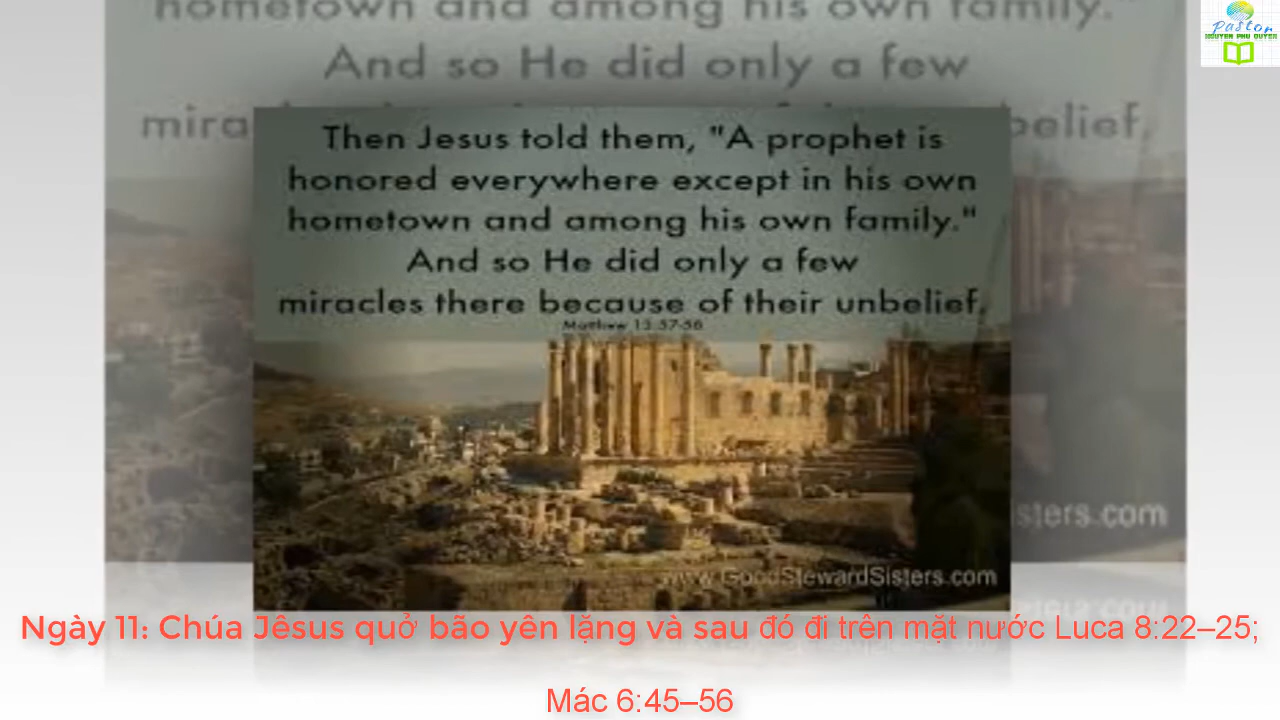 hometown and among his own family."
And so He did only a few
mira
belief,
Pastor
NGUYEN PHU QUYEN
Then Jesus told them, "A prophet is
honored everywhere except in his own
hometown and among his own family."
And so He did only a few
miracles there because of their unbelief.
Matthew 13:57-58
sters.com
www.GoodStewardSisters.com
Ngày 11: Chúa Jêsus quở bão yên lặng và sau đó đi trên mặt nước Luca 8:22–25;
Mác 6:45–56